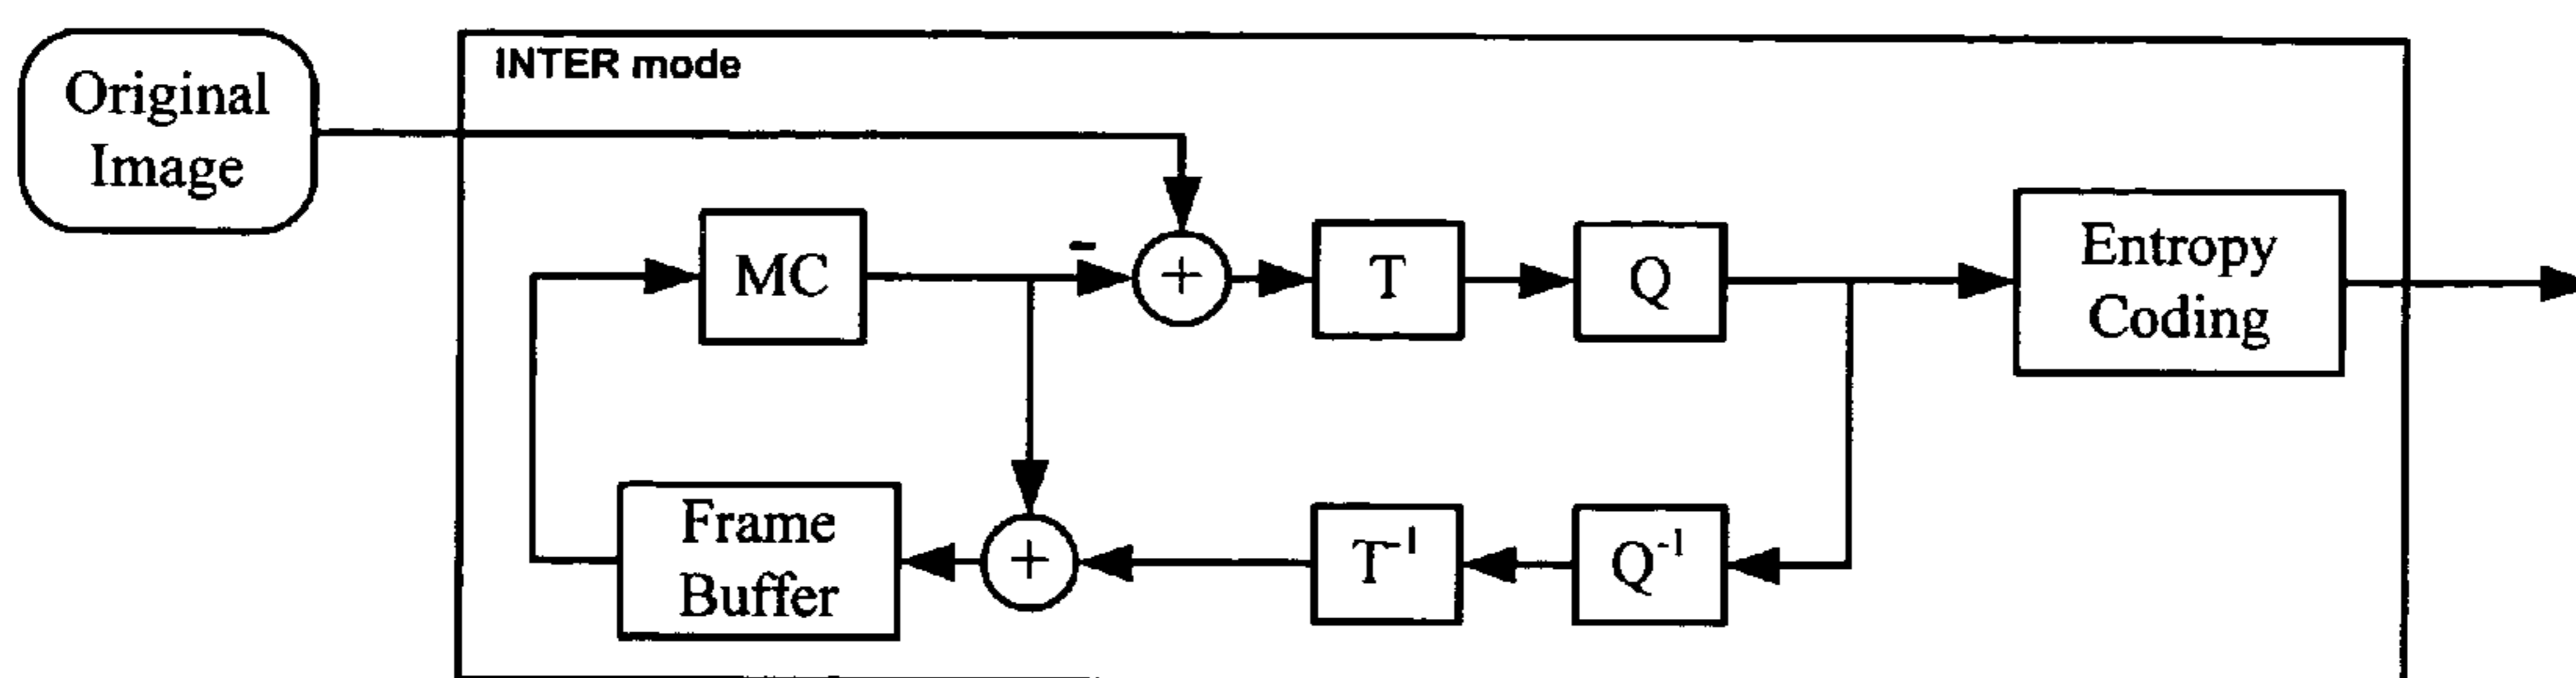 INTER mode
Original
Image
MC
-
+
T
Q
Entropy
Coding
Frame
Buffer
+
T⁻¹
Q⁻¹